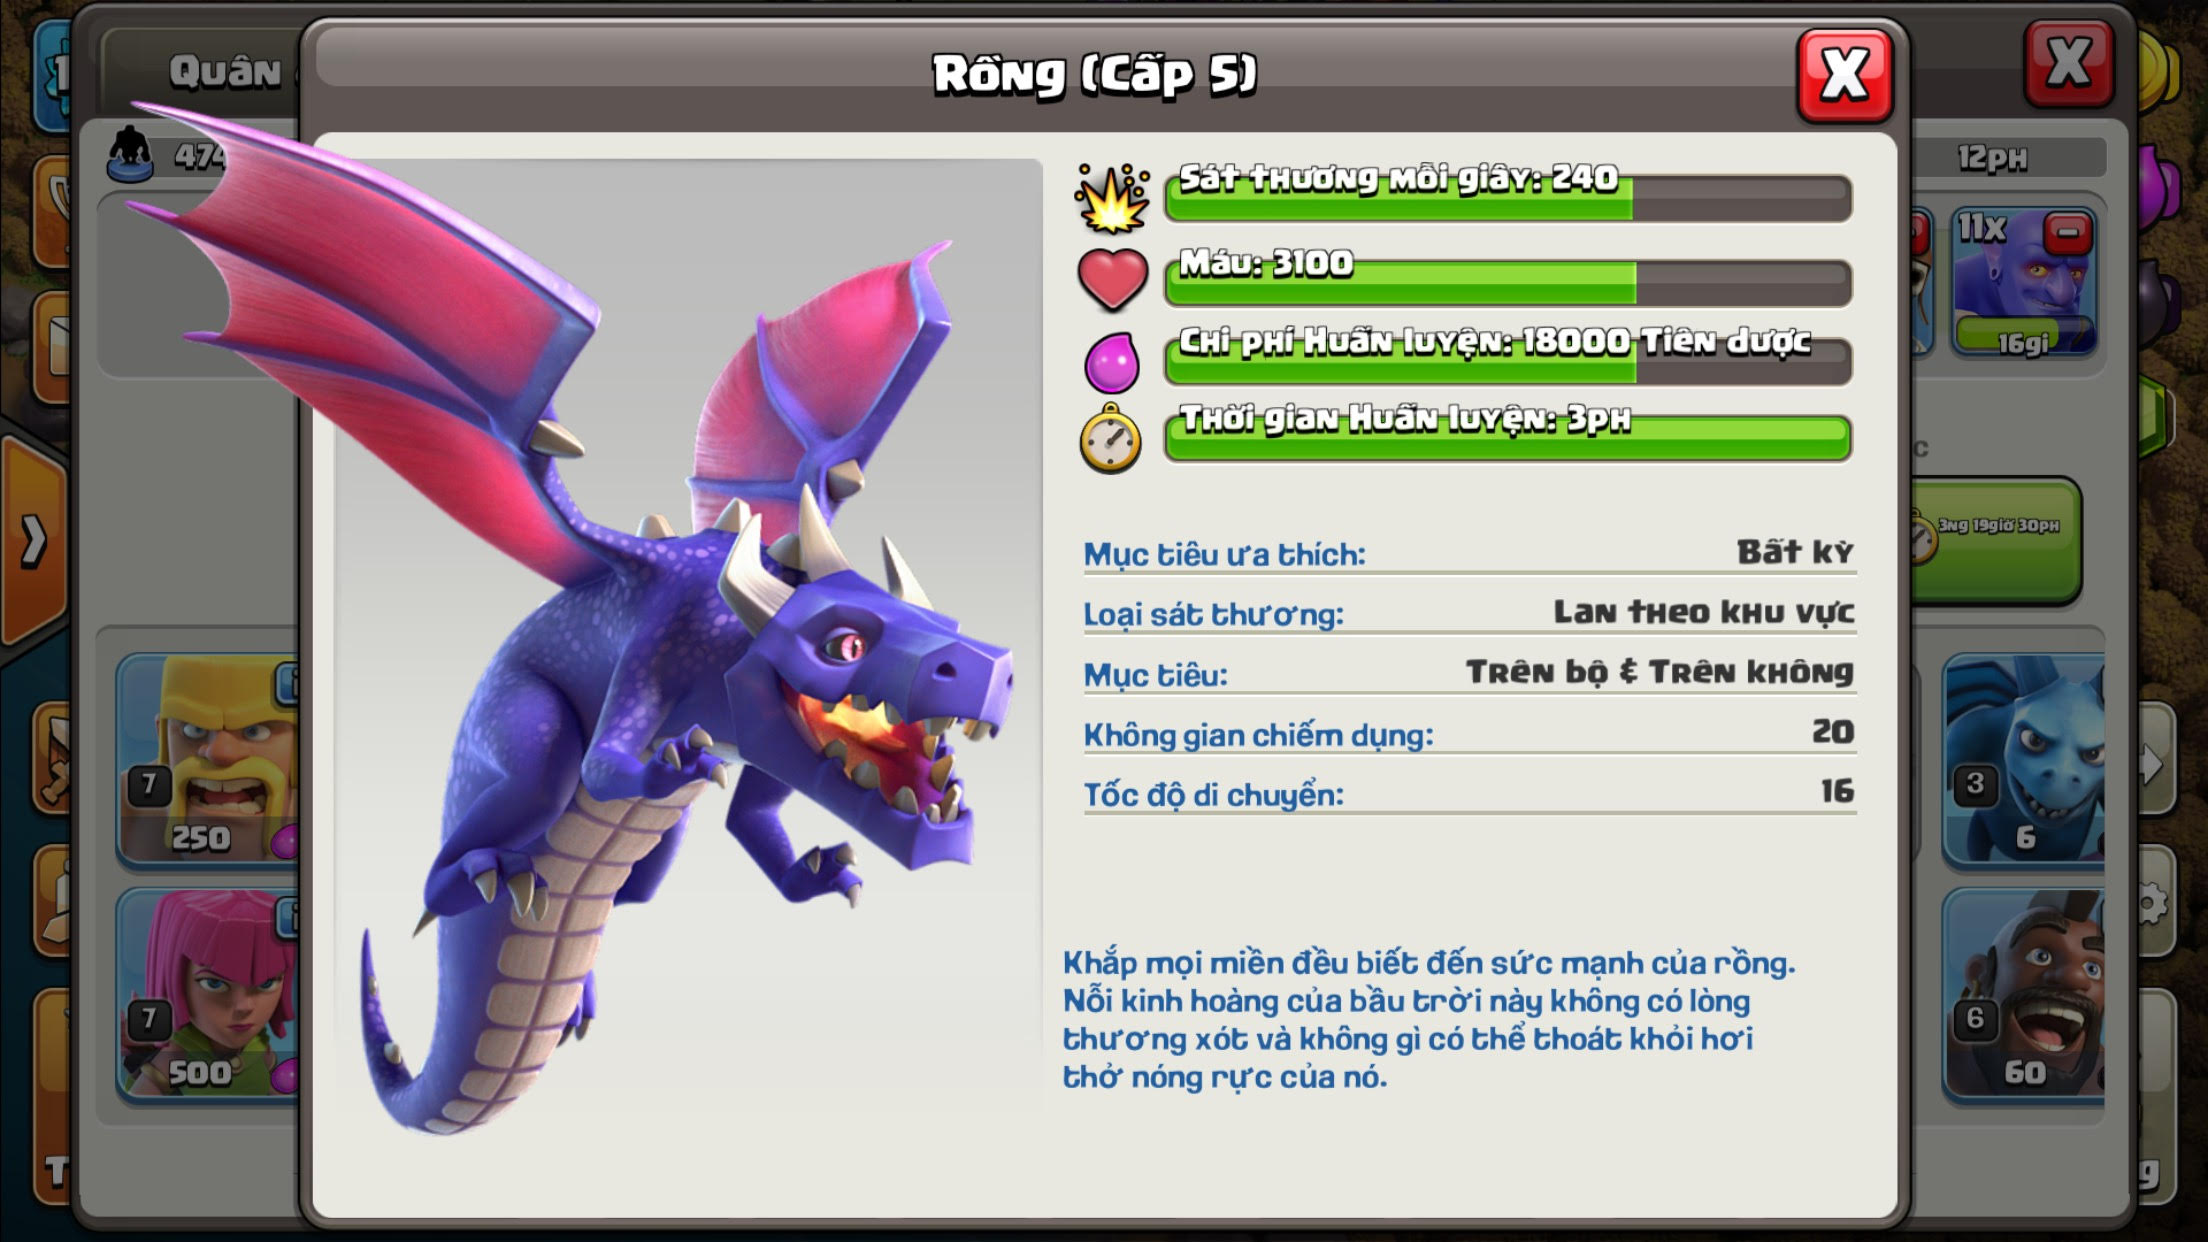 Quân
Rồng (Cấp 5)
X
X
474
12ph
Sát thương mỗi giây: 240
Máu: 3100
Chi phí Huấn luyện: 18000 Tiên dược
Thời gian Huấn luyện: 3ph
11x
16gi
3ng 19giờ 30ph
Mục tiêu ưa thích: Bất kỳ
Loại sát thương: Lan theo khu vực
Mục tiêu: Trên bộ & Trên không
Không gian chiếm dụng: 20
Tốc độ di chuyển: 16
7
250
3
6
Khắp mọi miền đều biết đến sức mạnh của rồng.
Nỗi kinh hoàng của bầu trời này không có lòng
thương xót và không gì có thể thoát khỏi hơi
thở nóng rực của nó.
7
500
6
60